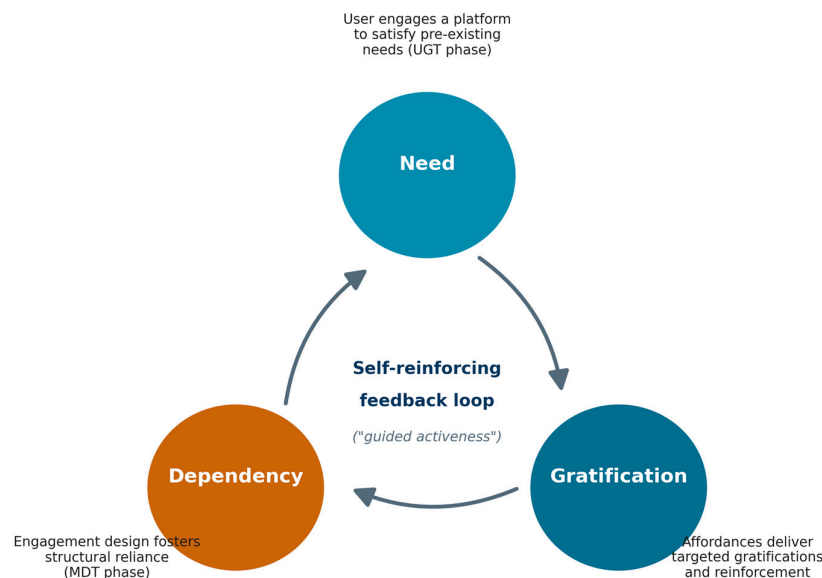 User engages a platform
to satisfy pre-existing
needs (UGT phase)
Need
Self-reinforcing
feedback loop
("guided activeness")
Dependency
Gratification
Engagement design fosters
structural reliance
(MDT phase)
Affordances deliver
targeted gratifications
and reinforcement